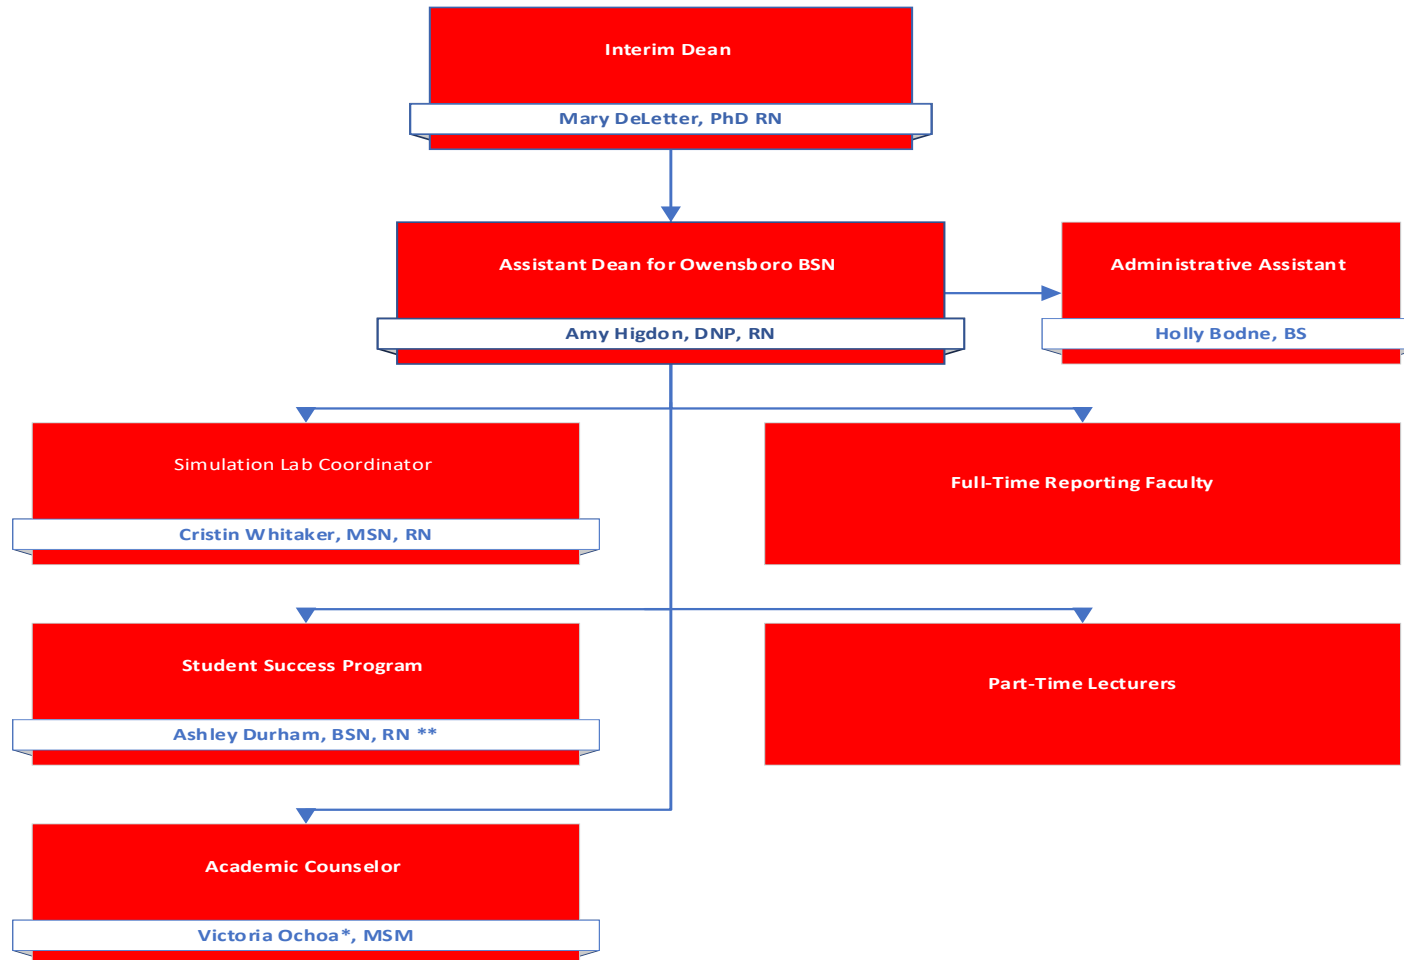 Interim Dean
Mary DeLetter, PhD RN
Assistant Dean for Owensboro BSN
Amy Higdon, DNP, RN
Administrative Assistant
Holly Bodne, BS
Simulation Lab Coordinator
Cristin Whitaker, MSN, RN
Full-Time Reporting Faculty
Student Success Program
Ashley Durham, BSN, RN **
Part-Time Lecturers
Academic Counselor
Victoria Ochoa*, MSM